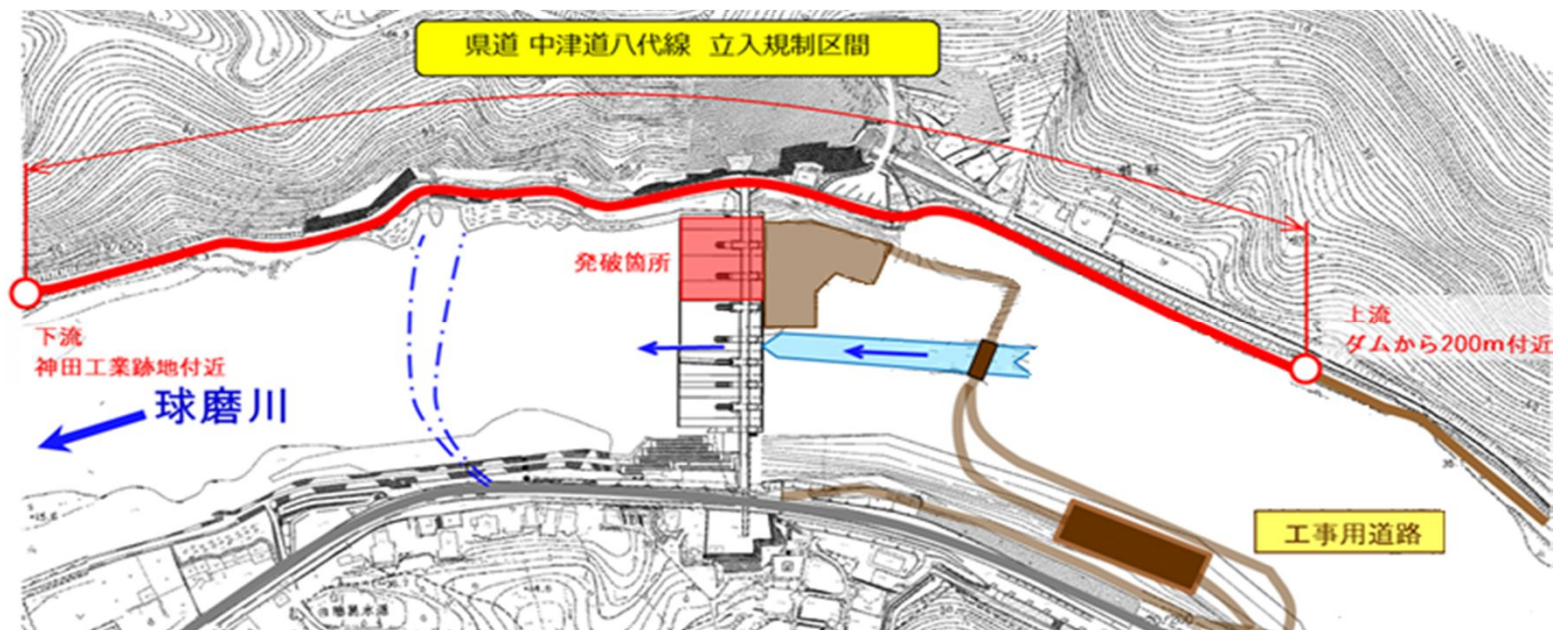 県道 中津道八代線 立入規制区間
発破箇所
下流
神田工業跡地付近
上流
ダムから200m付近
球磨川
工事用道路